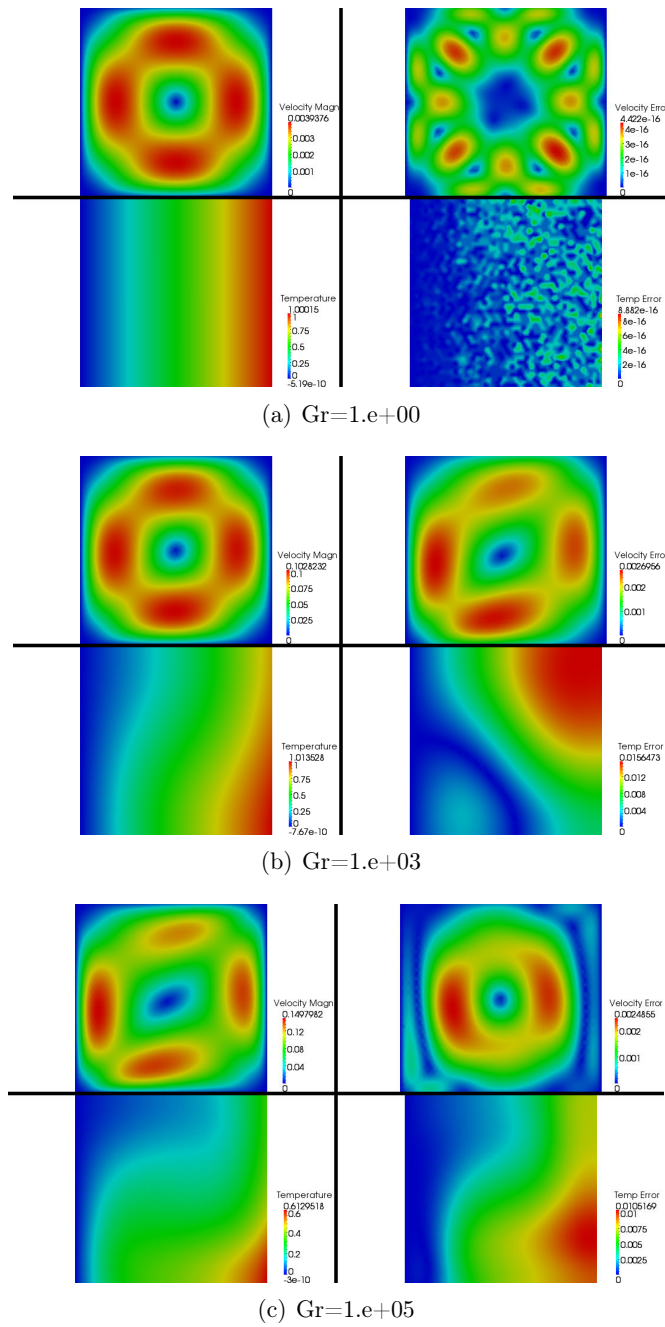 Velocity Magn
0.0039376
0.003
0.002
0.001
0
Velocity Erro
4.422e-16
4e-16
3e-16
2e-16
1e-16
0
Temperature
1.00015
1
0.75
0.5
0.25
0
-5.19e-10
Temp Error
8.882e-16
8e-16
6e-16
4e-16
2e-16
0
(a) Gr=1.e+00
Velocity Magn
0.1028232
0.1
0.075
0.05
0.025
0
Velocity Erro
0.0026956
0.002
0.001
0
Temperature
1.013528
1
0.75
0.5
0.25
0
-7.67e-10
Temp Error
0.0156473
0.012
0.008
0.004
0
(b) Gr=1.e+03
Velocity Magn
0.1497982
0.12
0.08
0.04
0
Velocity Error
0.0024855
0.002
0.001
0
Temperature
0.6129518
0.6
0.4
0.2
0
-3e-10
Temp Error
0.0105169
0.01
0.0075
0.005
0.0025
0
(c) Gr=1.e+05